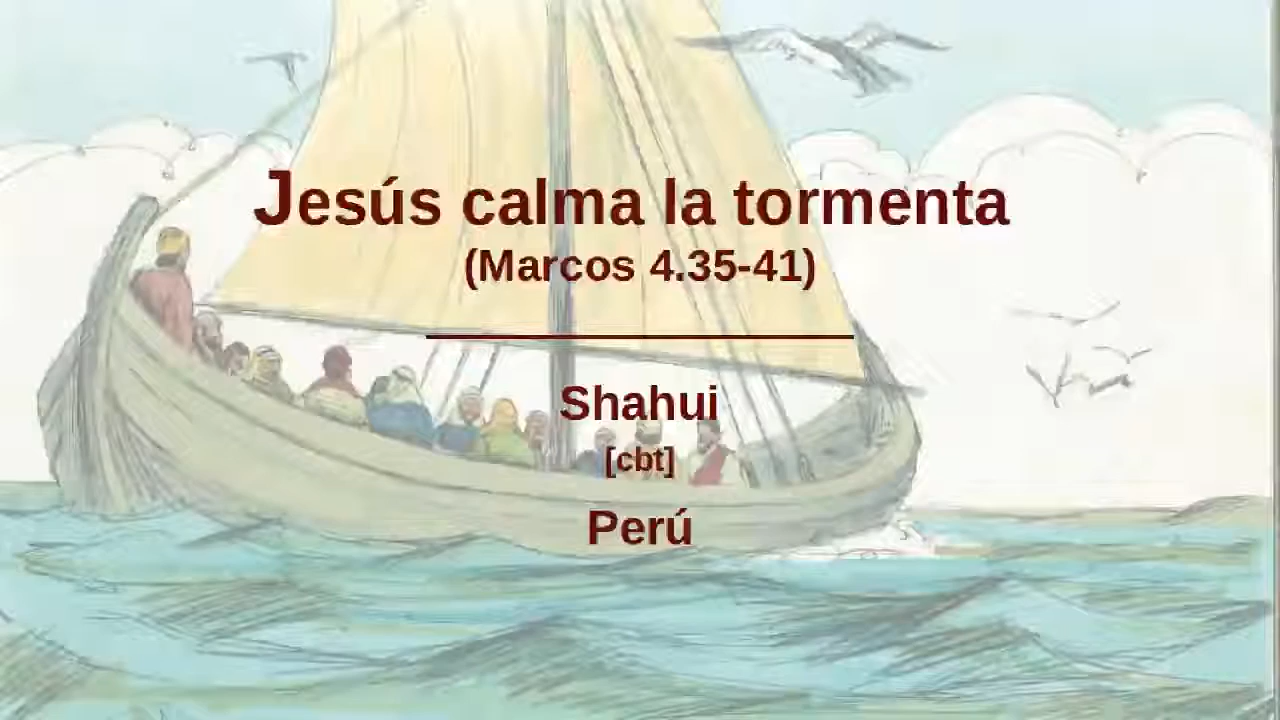 Jesús calma la tormenta
(Marcos 4.35-41)
Shahui
[cbt]
Perú